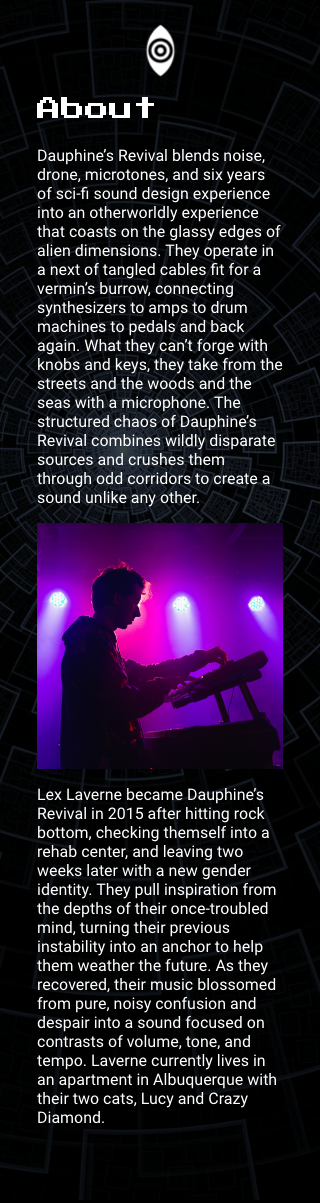 About
Dauphine’s Revival blends noise,
drone, microtones, and six years
of sci-fi sound design experience
into an otherworldly experience
that coasts on the glassy edges of
alien dimensions. They operate in
a next of tangled cables fit for a
vermin’s burrow, connecting
synthesizers to amps to drum
machines to pedals and back
again. What they can’t forge with
knobs and keys, they take from the
streets and the woods and the
seas with a microphone. The
structured chaos of Dauphine’s
Revival combines wildly disparate
sources and crushes them
through odd corridors to create a
sound unlike any other.
Lex Laverne became Dauphine’s
Revival in 2015 after hitting rock
bottom, checking themself into a
rehab center, and leaving two
weeks later with a new gender
identity. They pull inspiration from
the depths of their once-troubled
mind, turning their previous
instability into an anchor to help
them weather the future. As they
recovered, their music blossomed
from pure, noisy confusion and
despair into a sound focused on
contrasts of volume, tone, and
tempo. Laverne currently lives in
an apartment in Albuquerque with
their two cats, Lucy and Crazy
Diamond.